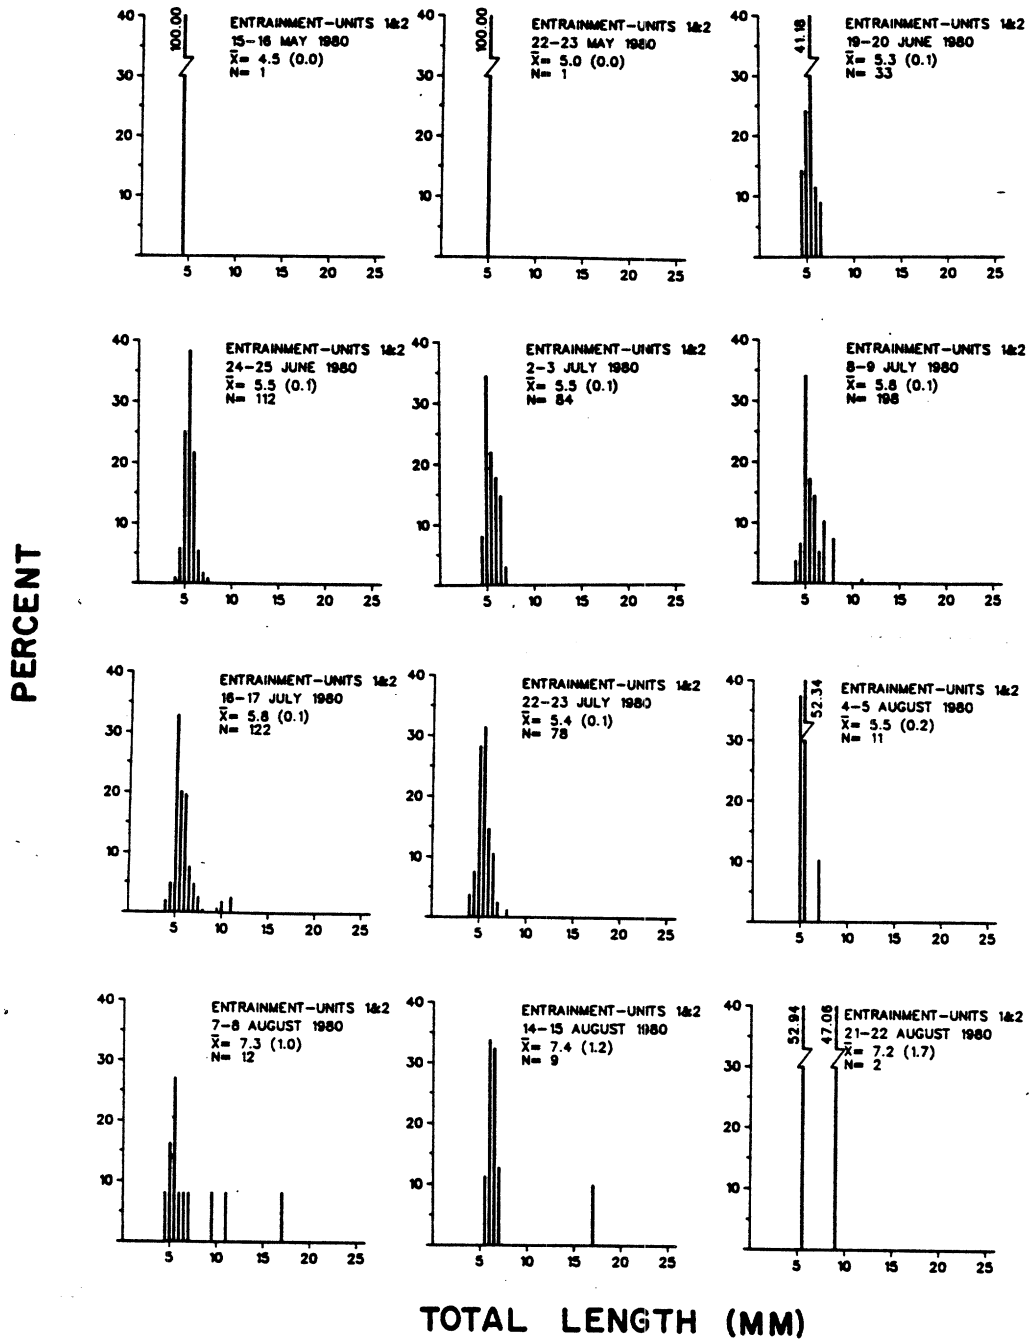 PERCENT
40
30
20
10
5 10 15 20 25
100.00
ENTRAINMENT-UNITS 1&2
15-16 MAY 1980
X̄= 4.5 (0.0)
N= 1
40
30
20
10
5 10 15 20 25
100.00
ENTRAINMENT-UNITS 1&2
22-23 MAY 1980
X̄= 5.0 (0.0)
N= 1
40
30
20
10
5 10 15 20 25
41.18
ENTRAINMENT-UNITS 1&2
19-20 JUNE 1980
X̄= 5.3 (0.1)
N= 33
40
30
20
10
5 10 15 20 25
ENTRAINMENT-UNITS 1&2
24-25 JUNE 1980
X̄= 5.5 (0.1)
N= 112
40
30
20
10
5 10 15 20 25
ENTRAINMENT-UNITS 1&2
2-3 JULY 1980
X̄= 5.5 (0.1)
N= 84
40
30
20
10
5 10 15 20 25
ENTRAINMENT-UNITS 1&2
8-9 JULY 1980
X̄= 5.8 (0.1)
N= 198
40
30
20
10
5 10 15 20 25
ENTRAINMENT-UNITS 1&2
16-17 JULY 1980
X̄= 5.8 (0.1)
N= 122
40
30
20
10
5 10 15 20 25
ENTRAINMENT-UNITS 1&2
22-23 JULY 1980
X̄= 5.4 (0.1)
N= 78
40
30
20
10
5 10 15 20 25
52.34
ENTRAINMENT-UNITS 1&2
4-5 AUGUST 1980
X̄= 5.5 (0.2)
N= 11
40
30
20
10
5 10 15 20 25
ENTRAINMENT-UNITS 1&2
7-8 AUGUST 1980
X̄= 7.3 (1.0)
N= 12
40
30
20
10
5 10 15 20 25
ENTRAINMENT-UNITS 1&2
14-15 AUGUST 1980
X̄= 7.4 (1.2)
N= 9
40
30
20
10
5 10 15 20 25
52.94
47.06
ENTRAINMENT-UNITS 1&2
21-22 AUGUST 1980
X̄= 7.2 (1.7)
N= 2
TOTAL LENGTH (MM)